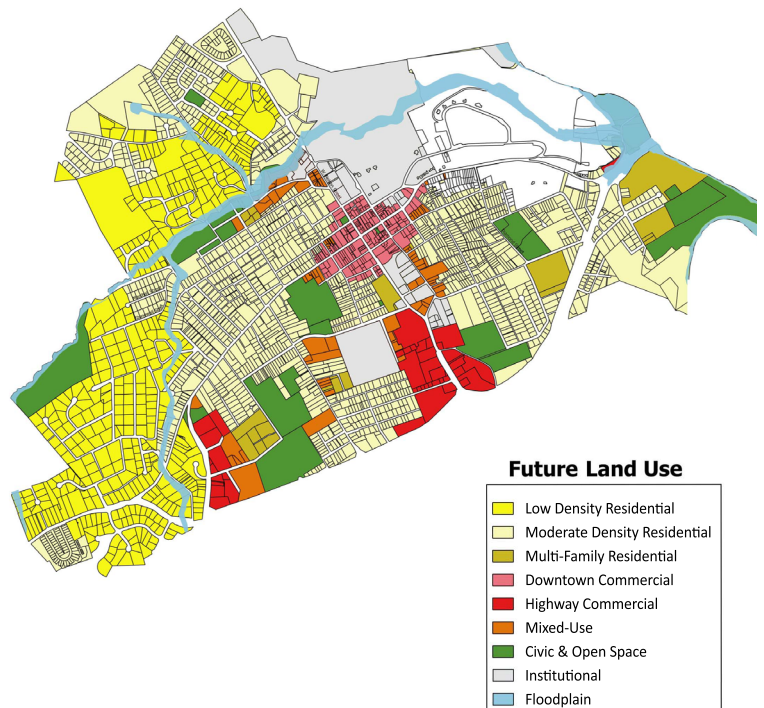 Future Land Use
Low Density Residential
Moderate Density Residential
Multi-Family Residential
Downtown Commercial
Highway Commercial
Mixed-Use
Civic & Open Space
Institutional
Floodplain